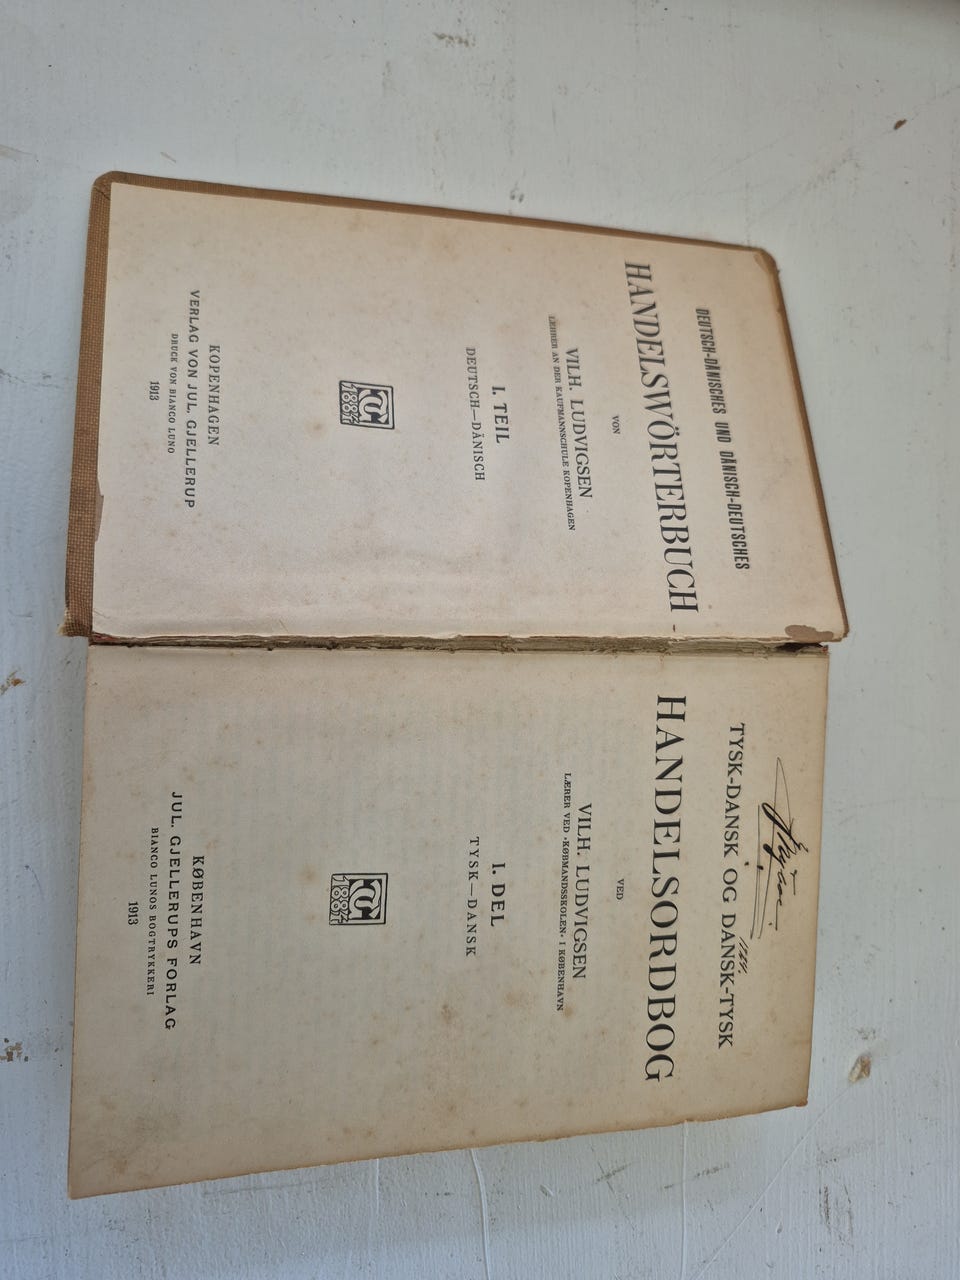 DEUTSCH-DÄNISCHES UND DÄNISCH-DEUTSCHES
HANDELSWÖRTERBUCH
VON
VILH. LUDVIGSEN
LEHRER AN DER KAUFMANNSCHULE KOPENHAGEN
I. TEIL
DEUTSCH—DÄNISCH
1884
KOPENHAGEN
VERLAG VON JUL. GJELLERUP
DRUCK VON BIANCO LUNO
1913
TYSK-DANSK OG DANSK-TYSK
HANDELSORDBOG
VED
VILH. LUDVIGSEN
LÆRER VED »KØBMANDSSKOLEN« I KØBENHAVN
I. DEL
TYSK—DANSK
1884
KØBENHAVN
JUL. GJELLERUPS FORLAG
BIANCO LUNOS BOGTRYKKERI
1913